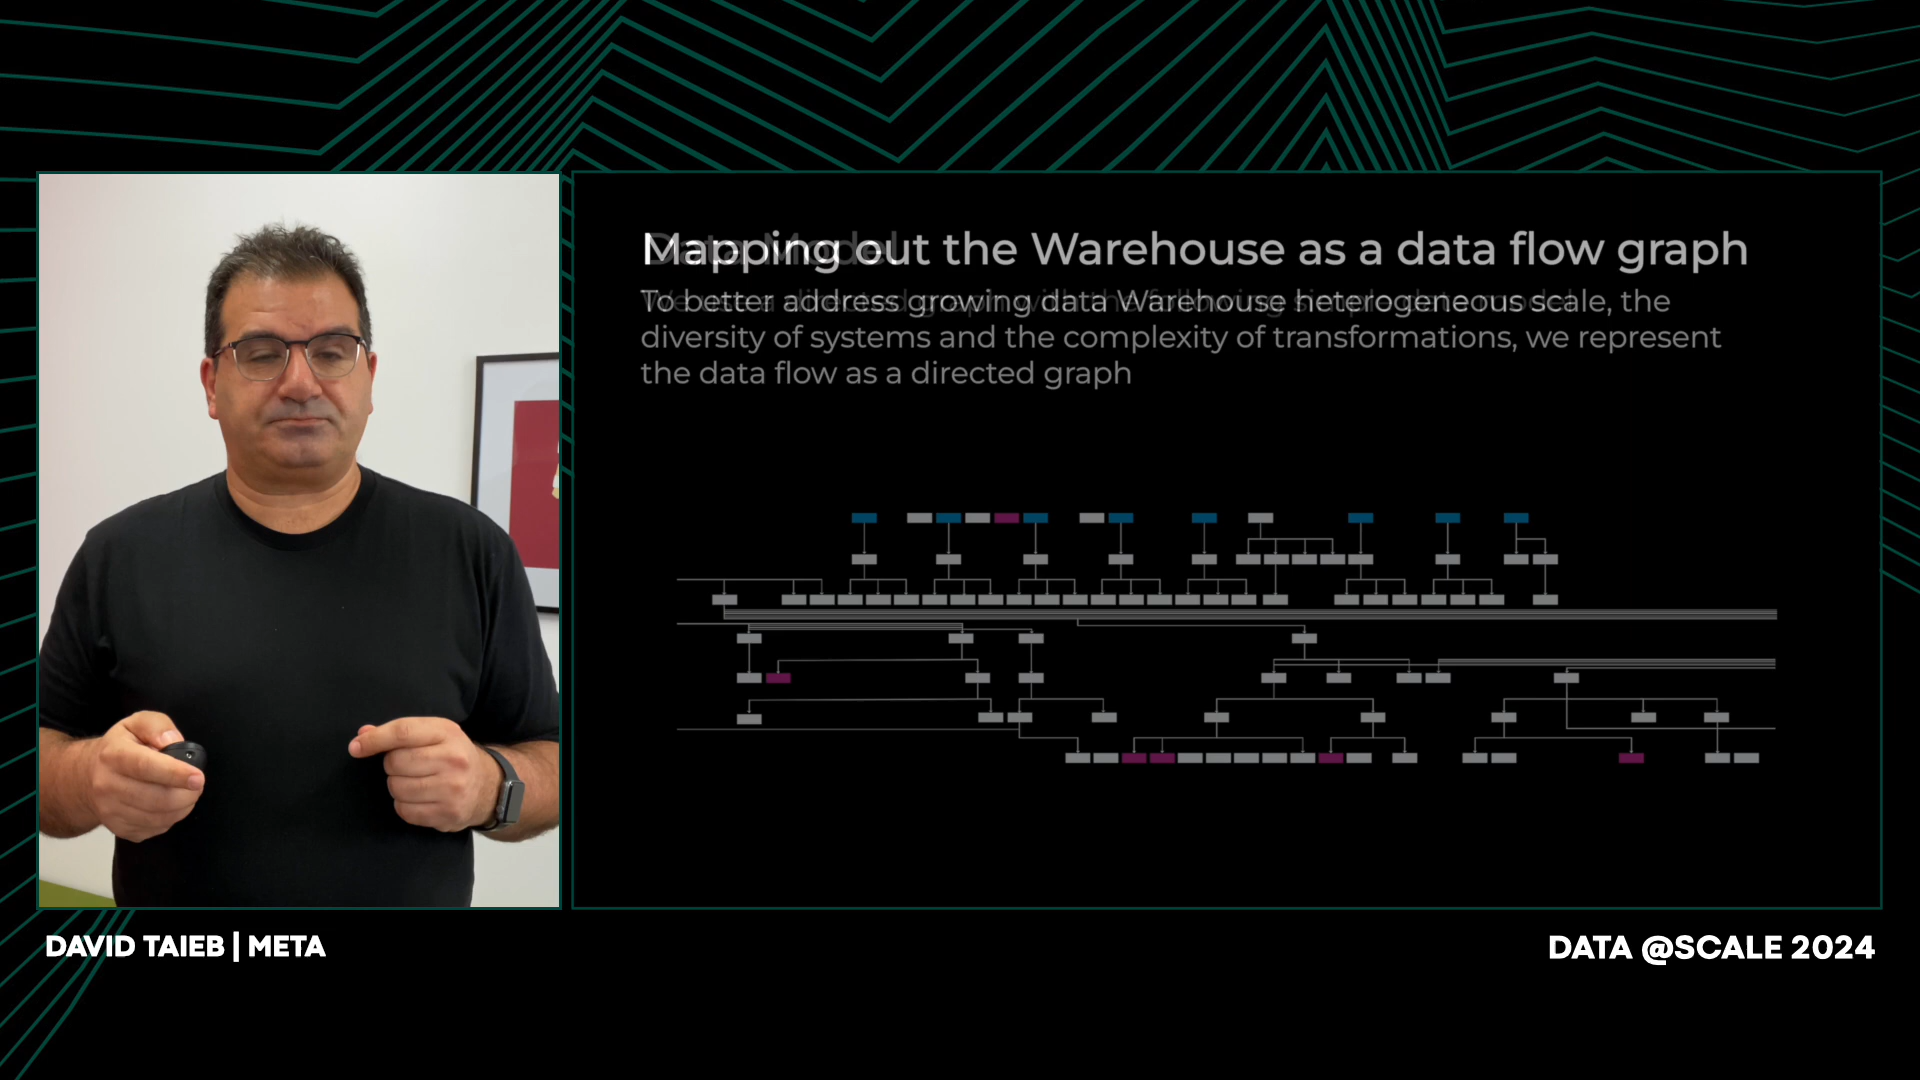 Mapping out the Warehouse as a data flow graph
To better address growing data Warehouse heterogeneous scale, the
diversity of systems and the complexity of transformations, we represent
the data flow as a directed graph
DAVID TAIEB | META
DATA @SCALE 2024